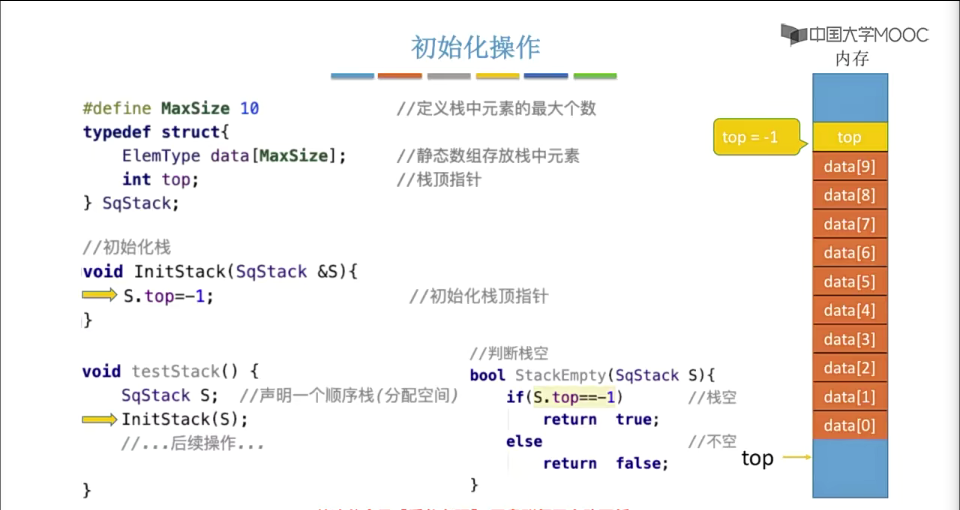 初始化操作
中国大学MOOC
内存
#define MaxSize 10 //定义栈中元素的最大个数
typedef struct{
ElemType data[MaxSize]; //静态数组存放栈中元素
int top; //栈顶指针
} SqStack;
//初始化栈
void InitStack(SqStack &S){
S.top=-1; //初始化栈顶指针
}
void testStack() {
SqStack S; //声明一个顺序栈(分配空间)
InitStack(S);
//...后续操作...
}
//判断栈空
bool StackEmpty(SqStack S){
if(S.top==-1) //栈空
return true;
else //不空
return false;
}
top = -1
top
data[9]
data[8]
data[7]
data[6]
data[5]
data[4]
data[3]
data[2]
data[1]
data[0]
top